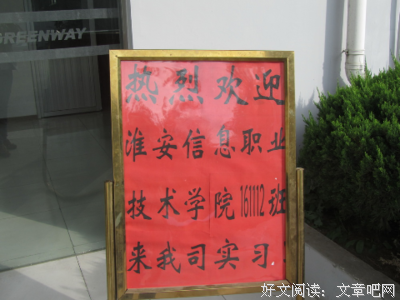 GREENWAY
热烈欢迎
淮安信息职业
技术学院161112班
来我司实习
好文阅读：文章吧网